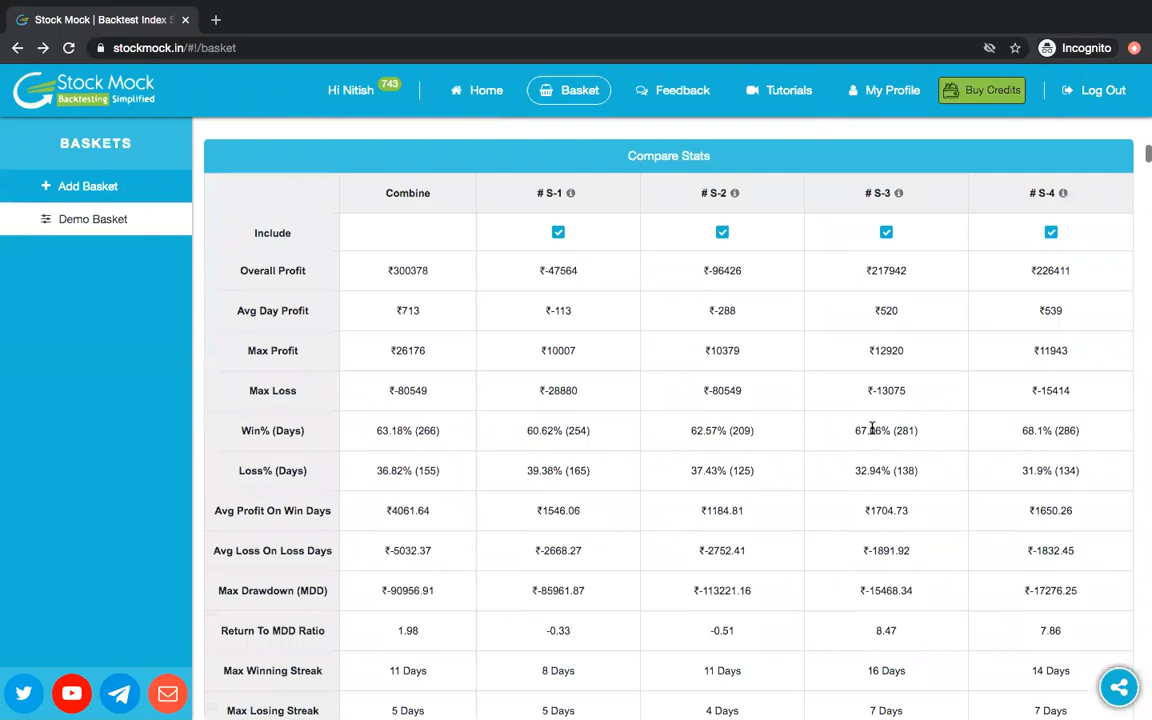 Stock Mock | Backtest Index S
stockmock.in/#!/basket
Incognito
Stock Mock
Backtesting Simplified
Hi Nitish 743
Home
Basket
Feedback
Tutorials
My Profile
Buy Credits
Log Out
BASKETS
Add Basket
Demo Basket
Compare Stats
Combine # S-1 # S-2 # S-3 # S-4
Include
Overall Profit ₹300378 ₹-47564 ₹-96426 ₹217942 ₹226411
Avg Day Profit ₹713 ₹-113 ₹-288 ₹520 ₹539
Max Profit ₹26176 ₹10007 ₹10379 ₹12920 ₹11943
Max Loss ₹-80549 ₹-28880 ₹-80549 ₹-13075 ₹-15414
Win% (Days) 63.18% (266) 60.62% (254) 62.57% (209) 67.06% (281) 68.1% (286)
Loss% (Days) 36.82% (155) 39.38% (165) 37.43% (125) 32.94% (138) 31.9% (134)
Avg Profit On Win Days ₹4061.64 ₹1546.06 ₹1184.81 ₹1704.73 ₹1650.26
Avg Loss On Loss Days ₹-5032.37 ₹-2668.27 ₹-2752.41 ₹-1891.92 ₹-1832.45
Max Drawdown (MDD) ₹-90956.91 ₹-85961.87 ₹-113221.16 ₹-15468.34 ₹-17276.25
Return To MDD Ratio 1.98 -0.33 -0.51 8.47 7.86
Max Winning Streak 11 Days 8 Days 11 Days 16 Days 14 Days
Max Losing Streak 5 Days 5 Days 4 Days 7 Days 7 Days